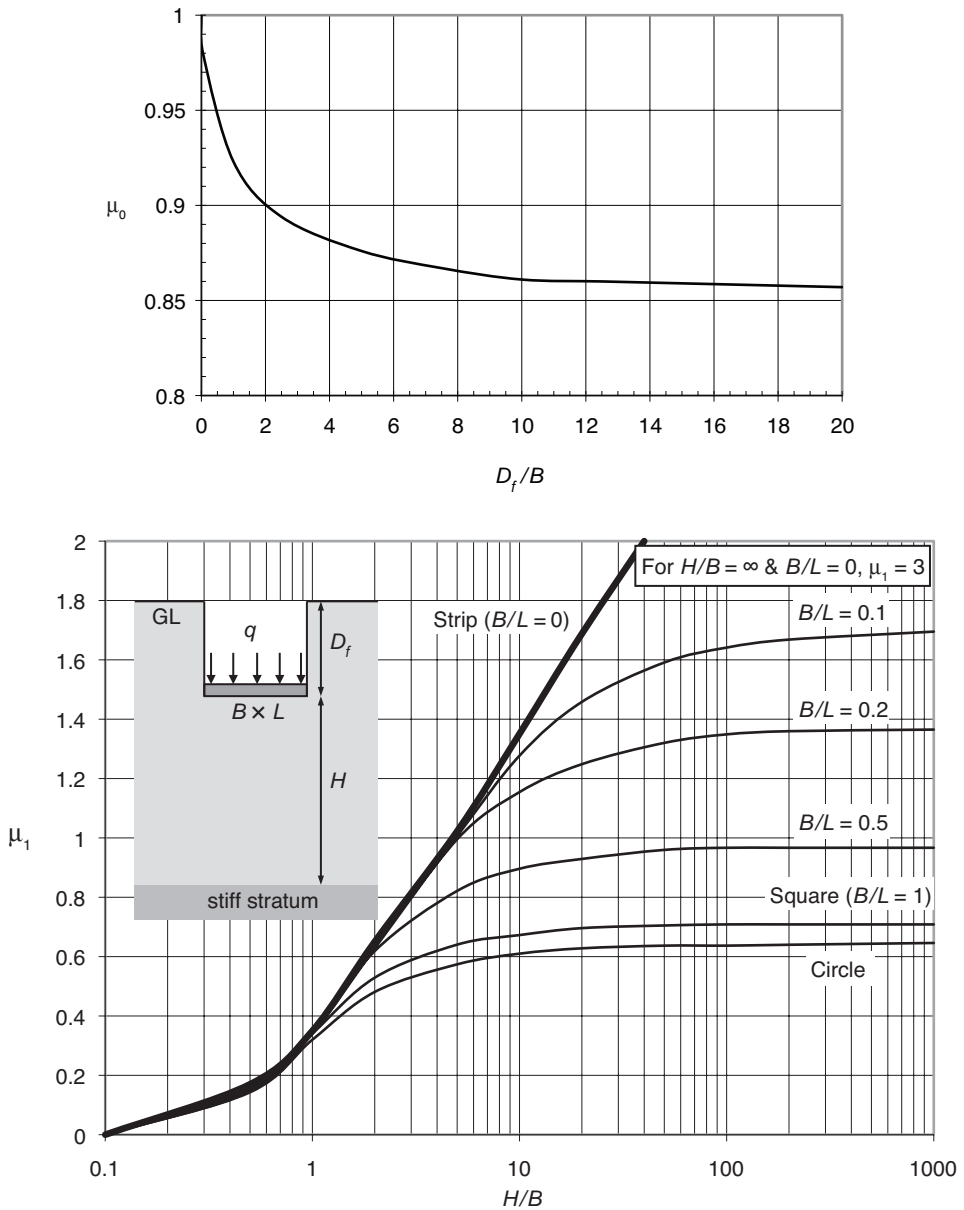 1
0.95
μ0
0.9
0.85
0.8
0 2 4 6 8 10 12 14 16 18 20
Df/B
2
For H/B = ∞ & B/L = 0, μ1 = 3
1.8
GL
q
Df
Strip (B/L = 0)
B/L = 0.1
1.6
B × L
B/L = 0.2
1.4
H
1.2
μ1
1
B/L = 0.5
0.8
stiff stratum
Square (B/L = 1)
0.6
Circle
0.4
0.2
0
0.1 1 10 100 1000
H/B